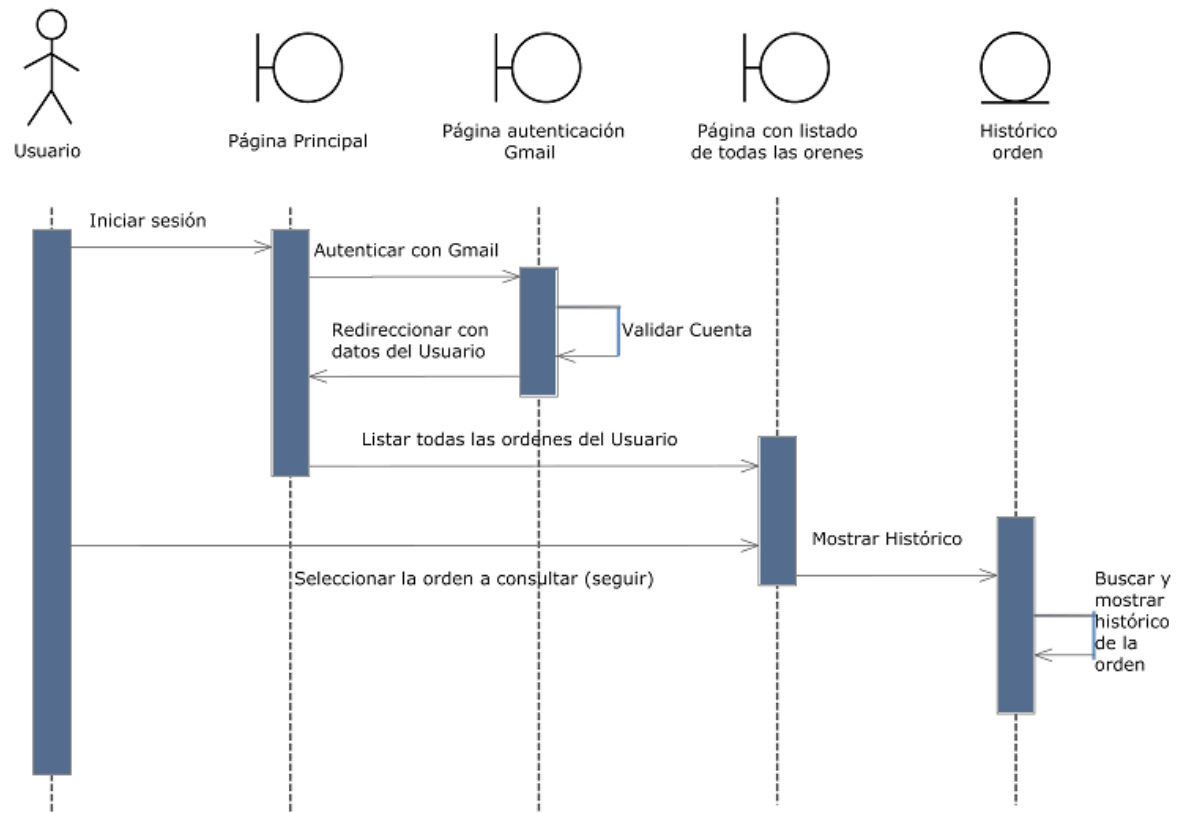 Usuario
Página Principal
Página autenticación
Gmail
Página con listado
de todas las orenes
Histórico
orden
Iniciar sesión
Autenticar con Gmail
Validar Cuenta
Redireccionar con
datos del Usuario
Listar todas las ordenes del Usuario
Seleccionar la orden a consultar (seguir)
Mostrar Histórico
Buscar y
mostrar
histórico
de la
orden